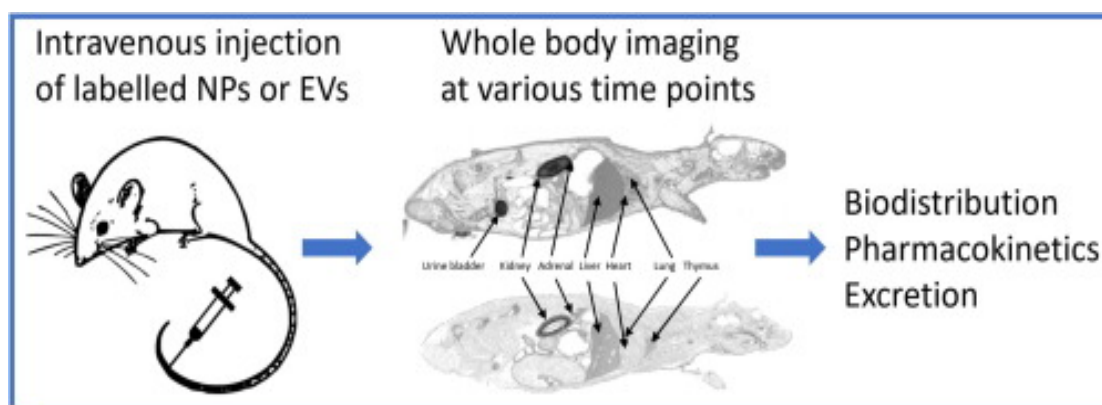 Intravenous injection
of labelled NPs or EVs
Whole body imaging
at various time points
Urine bladder Kidney Adrenal Liver Heart Lung Thymus
Biodistribution
Pharmacokinetics
Excretion